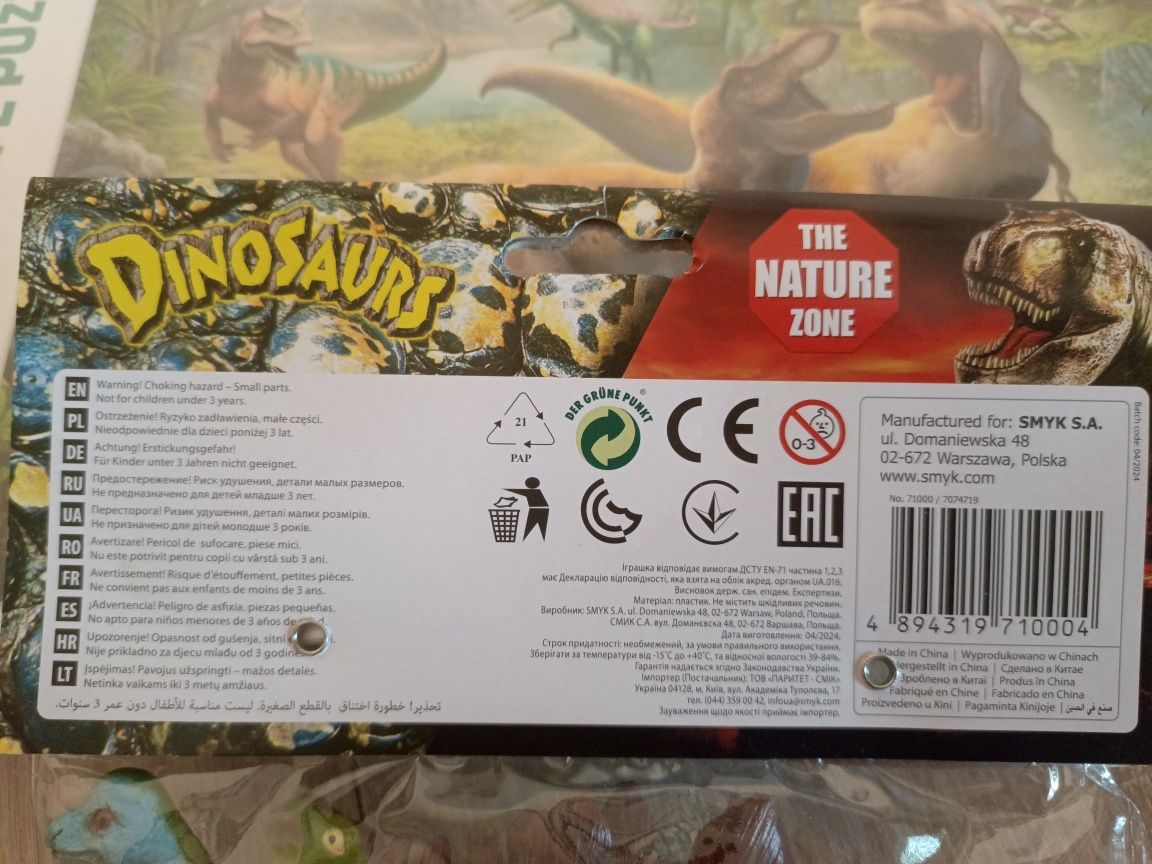 E PUZ
DINOSAURS
THE
NATURE
ZONE
EN Warning! Choking hazard – Small parts.
Not for children under 3 years.
PL Ostrzeżenie! Ryzyko zadławienia, małe części.
Nieodpowiednie dla dzieci poniżej 3 lat.
DE Achtung! Erstickungsgefahr!
Für Kinder unter 3 Jahren nicht geeignet.
RU Предостережение! Риск удушения, детали малых размеров.
Не предназначено для детей младше 3 лет.
UA Пересторога! Ризик удушення, деталі малих розмірів.
Не призначено для дітей молодше 3 років.
RO Avertizare! Pericol de sufocare, piese mici.
Nu este potrivit pentru copii cu vârstă sub 3 ani.
FR Avertissement! Risque d'étouffement, petites pièces.
Ne convient pas aux enfants de moins de 3 ans.
ES ¡Advertencia! Peligro de asfixia, piezas pequeñas.
No apto para niños menores de 3 años de
HR Upozorenje! Opasnost od gušenja, sitni
Nije prikladno za djecu mlađu od 3 godine
LT Įspėjimas! Pavojus užspringti – mažos detalės.
Netinka vaikams iki 3 metų amžiaus.
تحذير! خطورة اختناق بالقطع الصغيرة. ليست مناسبة للأطفال دون عمر 3 سنوات.
21
PAP
DER GRÜNE PUNKT ®
CE
0-3
EAC
Іграшка відповідає вимогам ДСТУ EN-71 частина 1,2,3
має Декларацію відповідності, яка взята на облік акред. органом UA.016.
Висновок держ. сан. епідем. Експертизи.
Матеріал: пластик. Не містить шкідливих речовин.
Виробник: SMYK S.A. ul. Domaniewska 48, 02-672 Warsaw, Poland, Польща.
СМИК С.А. вул. Доманєвська 48, 02-672 Варшава, Польща.
Дата виготовлення: 04/2024.
Строк придатності: необмежений, за умови правильного використання.
Зберігати за температури від -15˚C до +40˚C, та відносної вологості 39-84%.
Гарантія надається згідно Законодавства України.
Імпортер (Постачальник): ТОВ «ПАРИТЕТ - СМІК»
Україна 04128, м. Київ, вул. Академіка Туполєва, 17
тел. (044) 359 00 42, infoua@smyk.com
Зауваження щодо якості приймає імпортер.
Manufactured for: SMYK S.A.
ul. Domaniewska 48
02-672 Warszawa, Polska
www.smyk.com
No. 71000 / 7074719
4 894319 710004
Batch code: 04/2024
Made in China | Wyprodukowano w Chinach
in China | Сделано в Китае
в Китаї | Produs în China
Fabriqué en Chine | Fabricado en China
Proizvedeno u Kini | Pagaminta Kinijoje | صنع في الصين